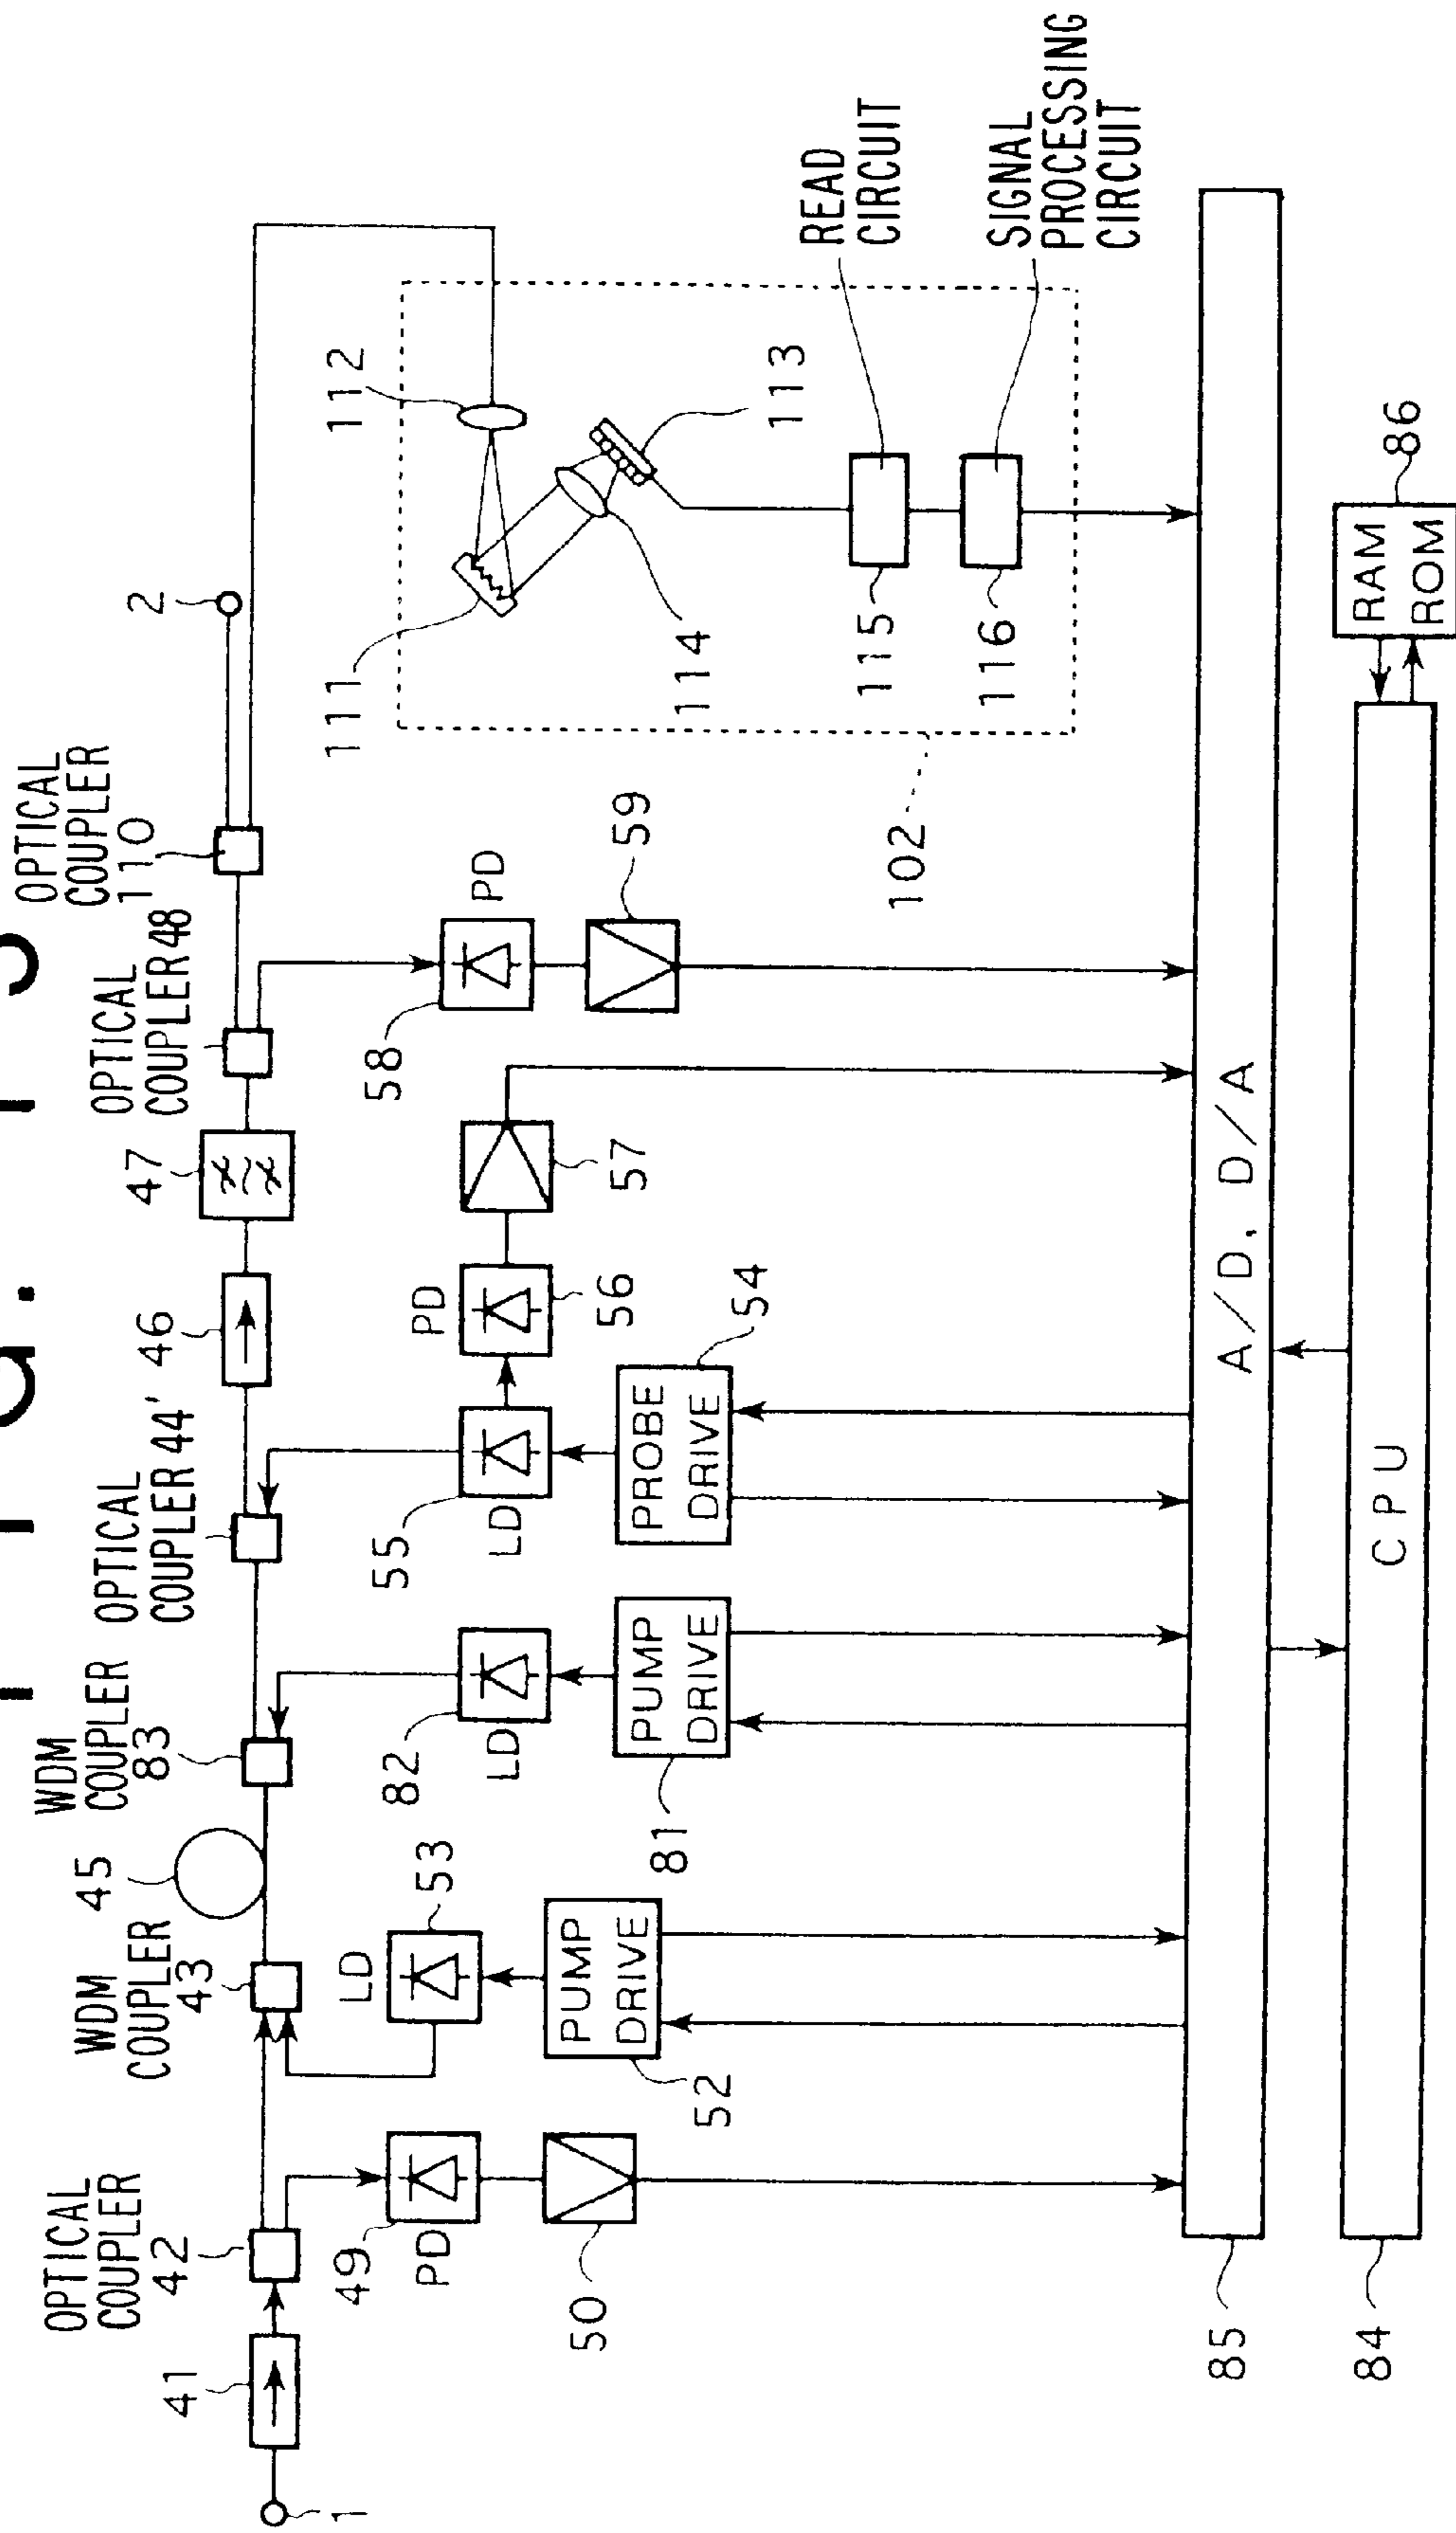 OPTICAL
COUPLER
110
2
OPTICAL
COUPLER 48
47
46
OPTICAL
COUPLER 44'
WDM
COUPLER
83
45
WDM
COUPLER
43
OPTICAL
COUPLER
42
41
1
49
PD
50
LD
53
PUMP
DRIVE
52
82
LD
PUMP
DRIVE
81
55
LD
PROBE
DRIVE
54
PD
56
57
58
PD
59
111
112
113
114
102
READ
CIRCUIT
115
SIGNAL
PROCESSING
CIRCUIT
116
A/D, D/A
85
CPU
84
RAM
ROM
86